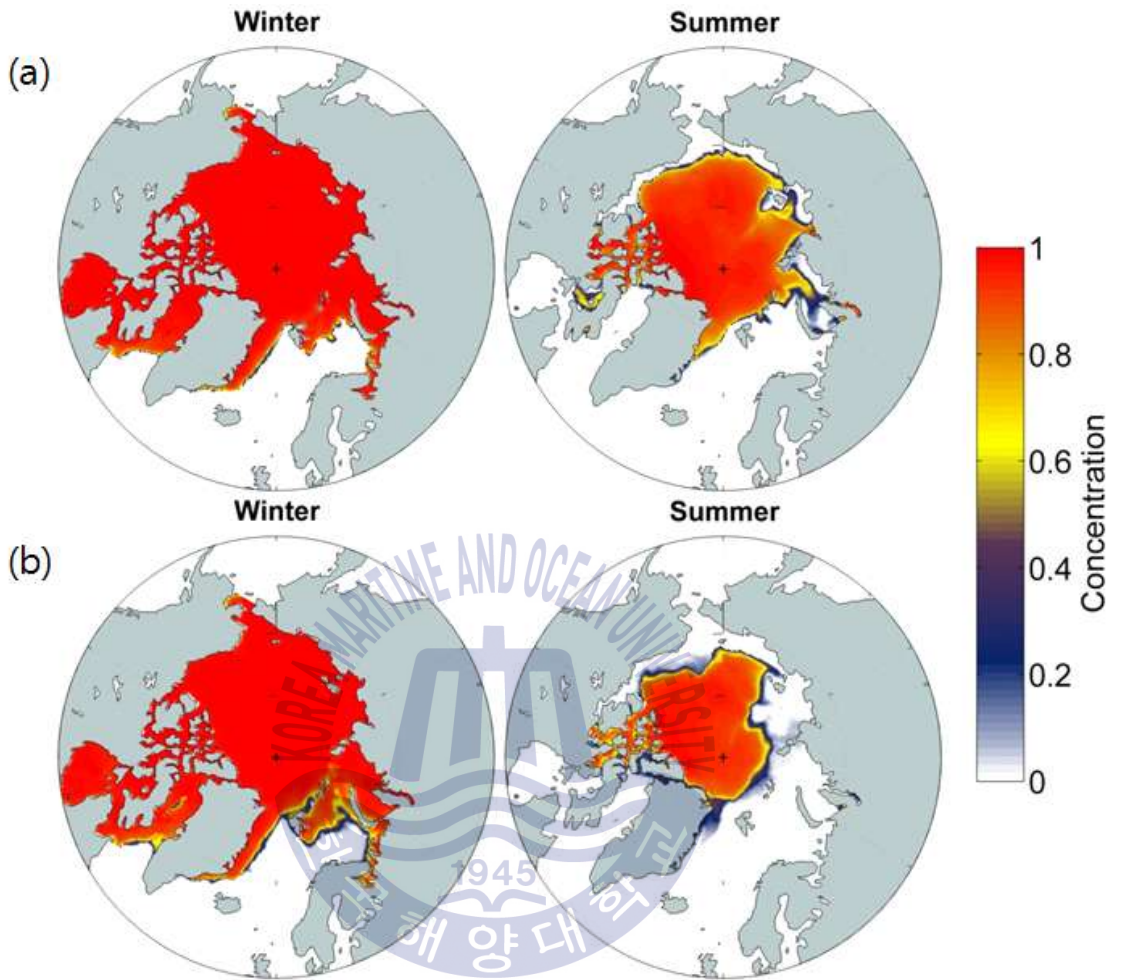 Winter Summer
(a)
1
0.8
0.6
0.4
0.2
0
Concentration
Winter Summer
(b)
KOREA MARITIME AND OCEAN UNIVERSITY
1945
해양대학